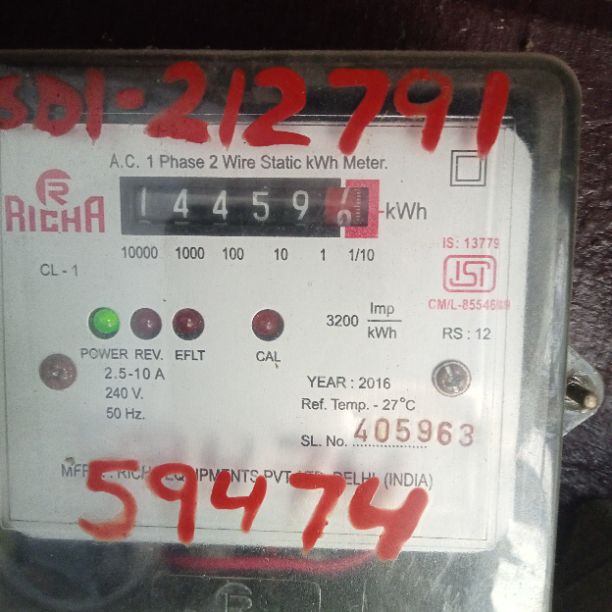 SD1-212791
A.C. 1 Phase 2 Wire Static kWh Meter.
RICHA
14459 kWh
10000 1000 100 10 1 1/10
IS: 13779
ISI
CL - 1
3200 Imp/kWh
RS : 12
POWER REV. EFLT CAL
2.5-10 A
240 V.
50 Hz.
YEAR : 2016
Ref. Temp. - 27°C
SL. No. 405963
PVT DELHI (INDIA)
59474